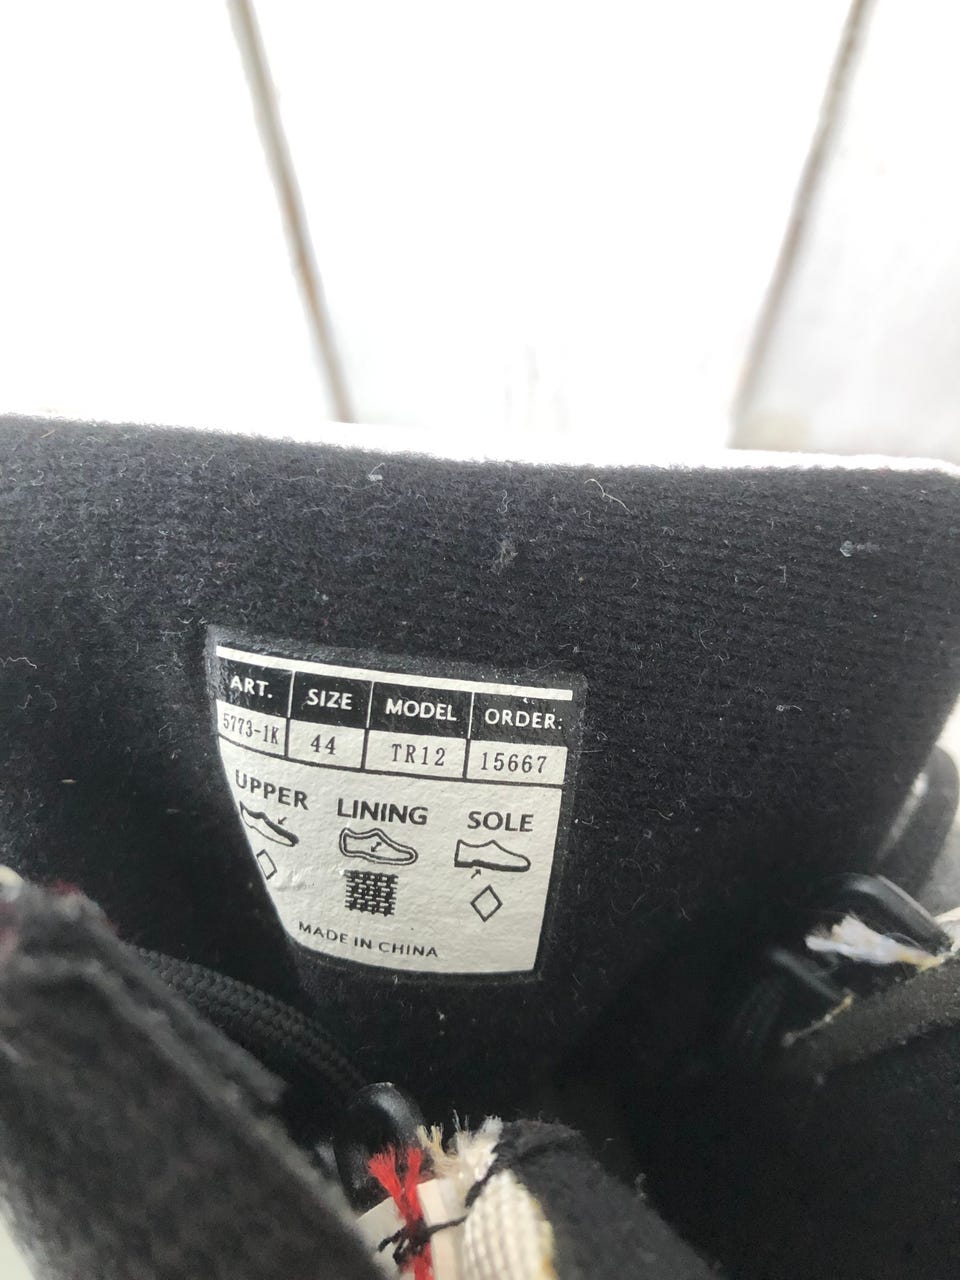 ART. SIZE MODEL ORDER:
5773-1K 44 TR12 15667
UPPER LINING SOLE
MADE IN CHINA